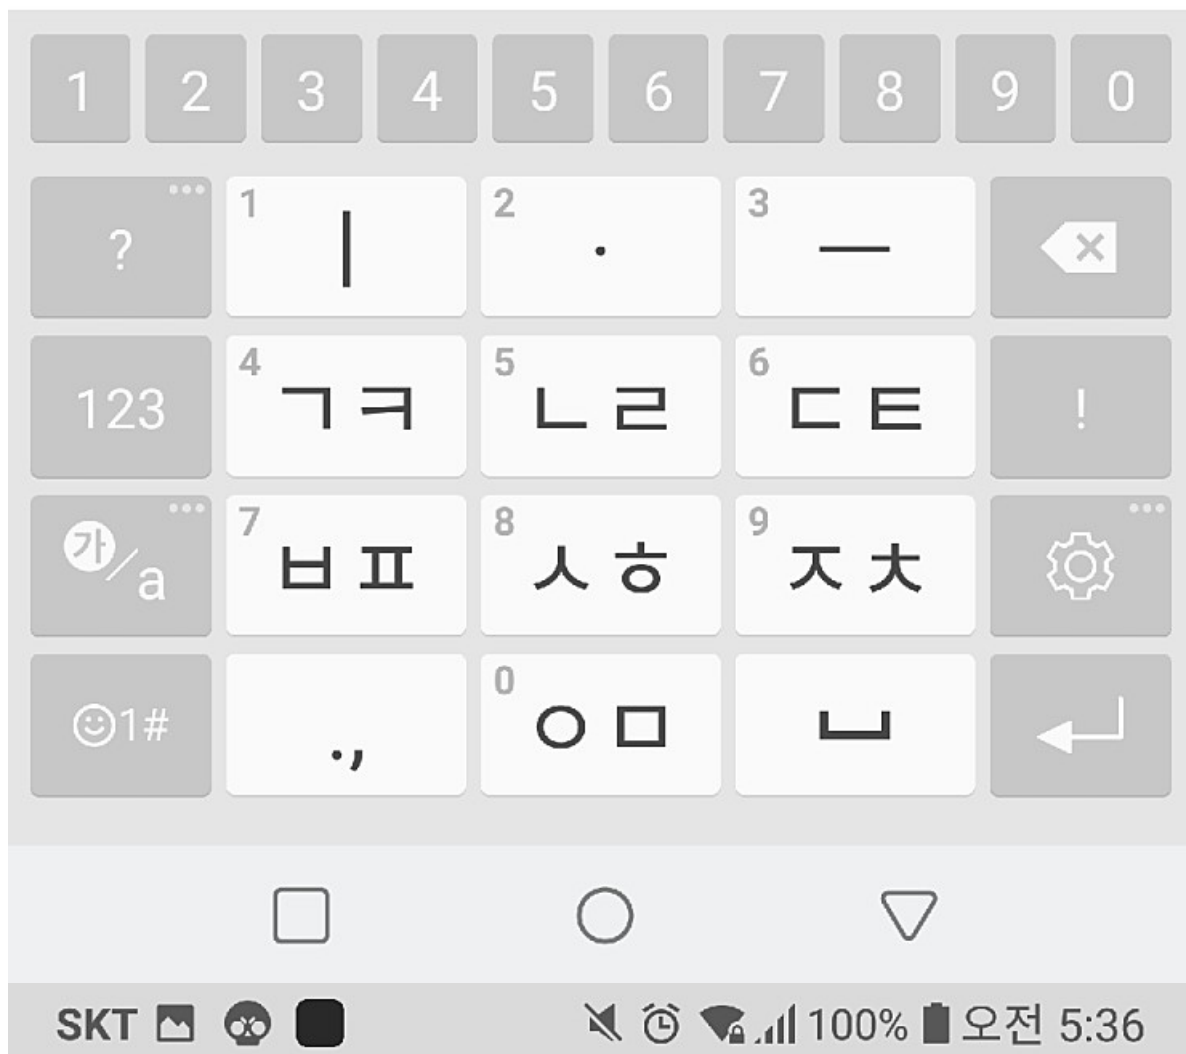 1 2 3 4 5 6 7 8 9 0
? 1 ㅣ 2 · 3 ㅡ
123 4 ㄱㅋ 5 ㄴㄹ 6 ㄷㅌ !
가/a 7 ㅂㅍ 8 ㅅㅎ 9 ㅈㅊ
1# ., 0 ㅇㅁ
SKT 100% 오전 5:36